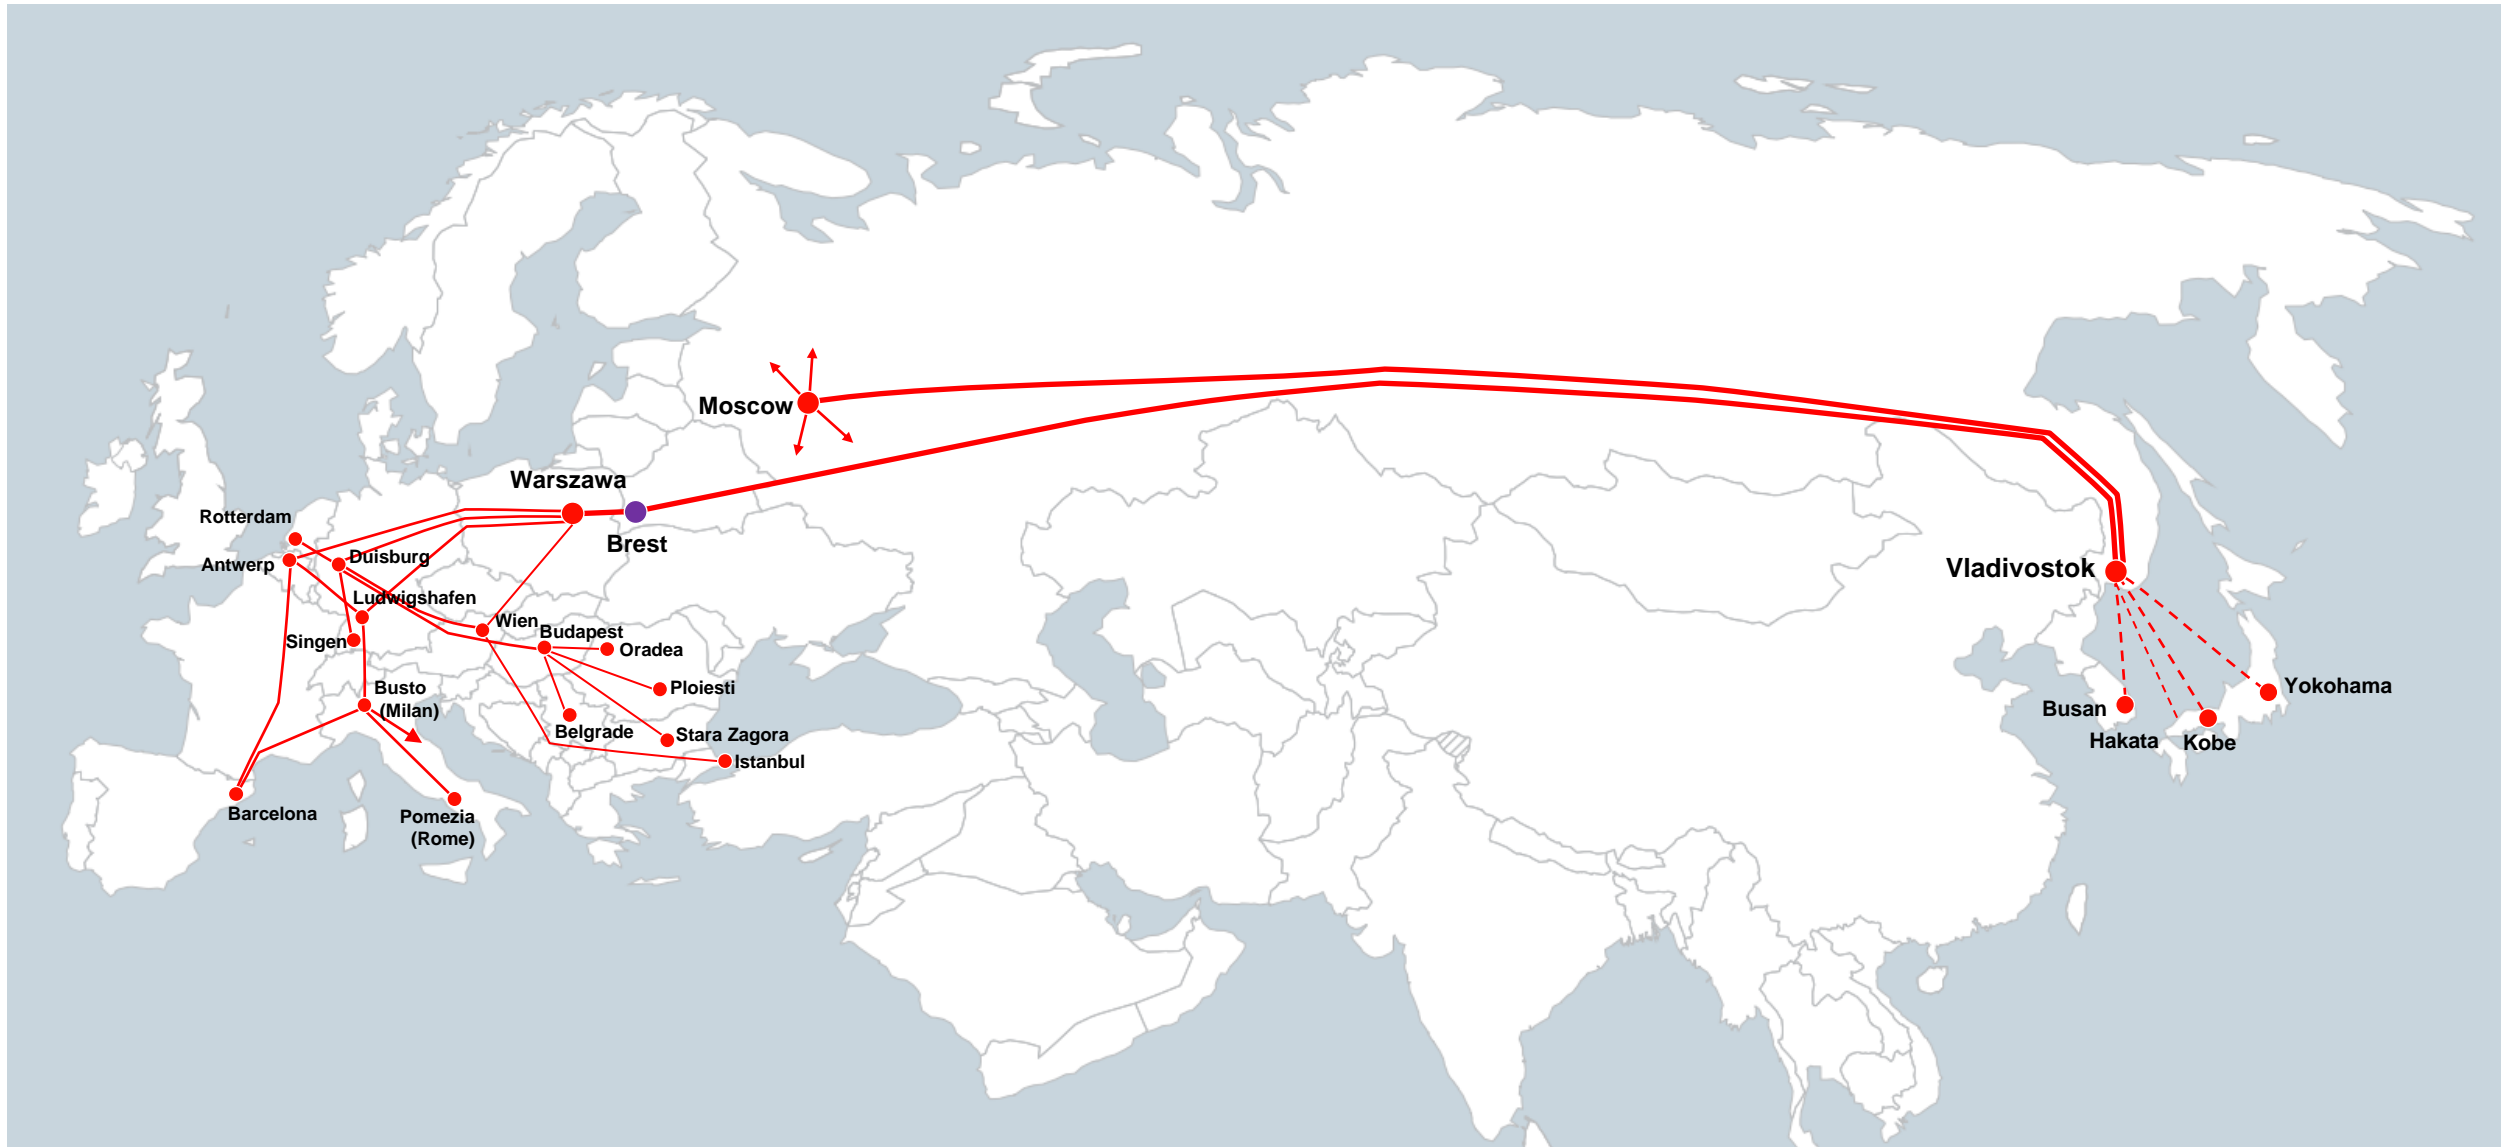 Moscow
Warszawa
Rotterdam
Brest
Duisburg
Antwerp
Vladivostok
Ludwigshafen
Wien
Budapest
Singen
Oradea
Busto
(Milan)
Ploiesti
Yokohama
Busan
Belgrade
Stara Zagora
Hakata
Kobe
Istanbul
Barcelona
Pomezia
(Rome)